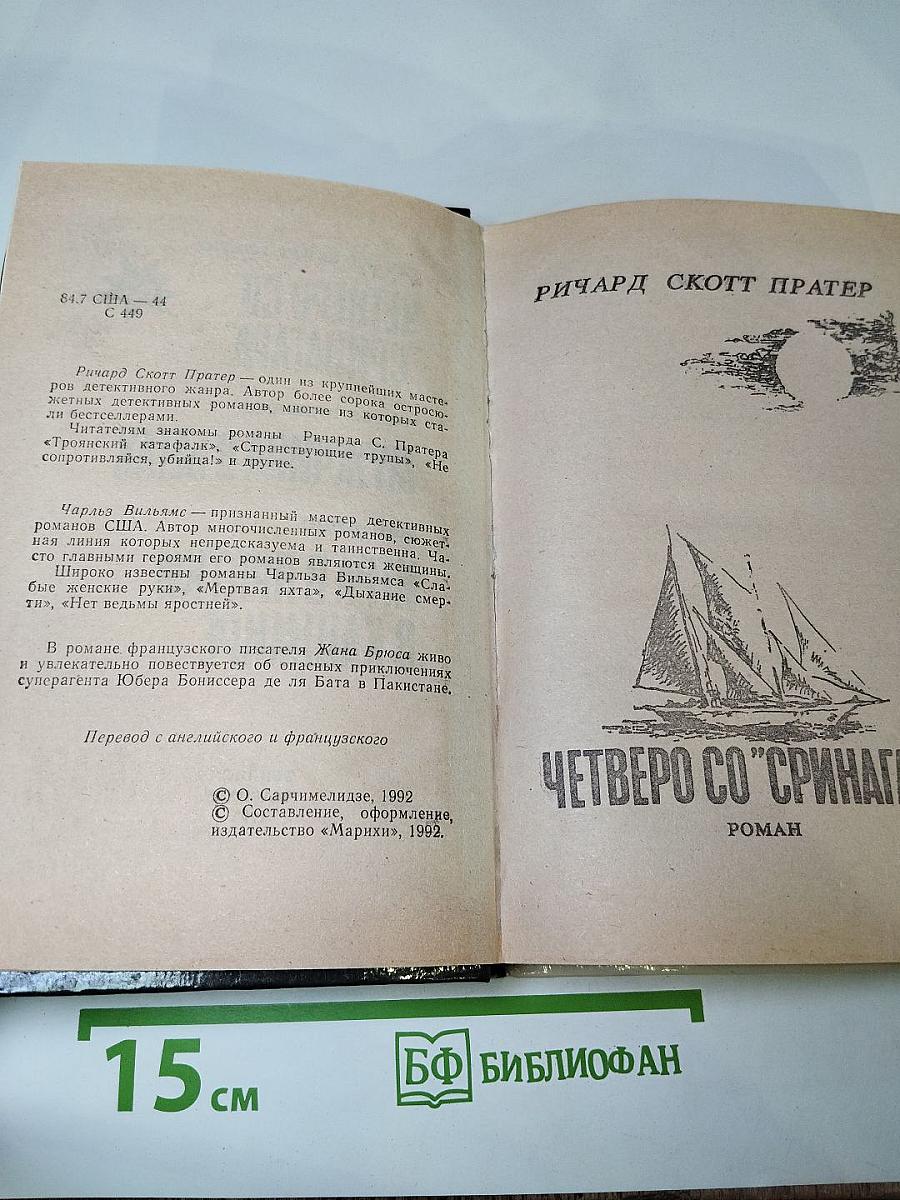 84.7 США — 44
С 449
Ричард Скотт Пратер — один из крупнейших масте-
ров детективного жанра. Автор более сорока остросю-
жетных детективных романов, многие из которых ста-
ли бестселлерами.
Читателям знакомы романы Ричарда С. Пратера
«Троянский катафалк», «Странствующие трупы», «Не
сопротивляйся, убийца!» и другие.
Чарльз Вильямс — признанный мастер детективных
романов США. Автор многочисленных романов, сюжет-
ная линия которых непредсказуема и таинственна. Ча-
сто главными героями его романов являются женщины.
Широко известны романы Чарльза Вильямса «Сла-
бые женские руки», «Мертвая яхта», «Дыхание смер-
ти», «Нет ведьмы яростней».
В романе французского писателя Жана Брюса живо
и увлекательно повествуется об опасных приключениях
суперагента Юбера Бониссера де ля Бата в Пакистане.
Перевод с английского и французского
© О. Сарчимелидзе, 1992
© Составление, оформление,
издательство «Марихи», 1992.
РИЧАРД СКОТТ ПРАТЕР
ЧЕТВЕРО СО "СРИНАГ
РОМАН
15 см
БФ БИБЛИОФАН